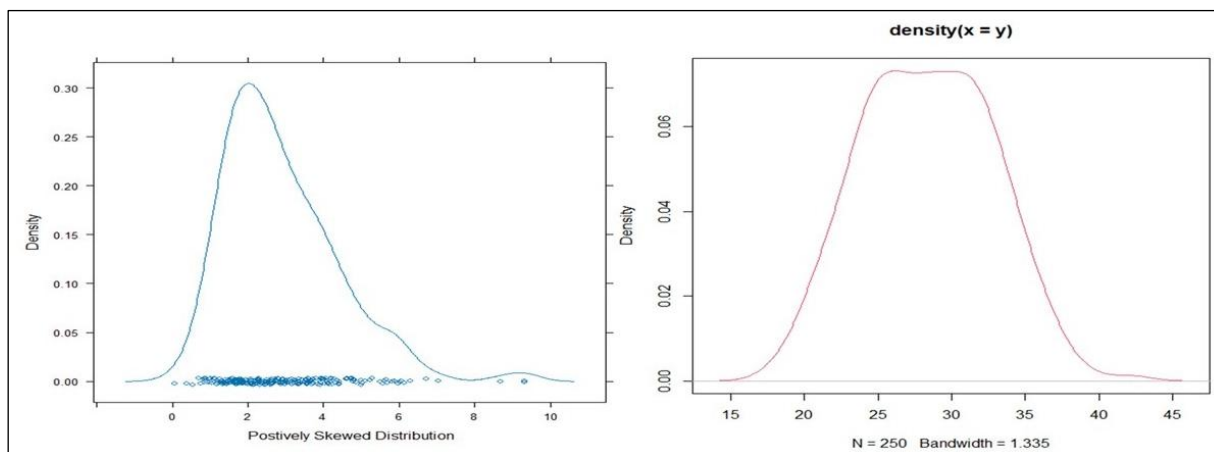 Density
0.30
0.25
0.20
0.15
0.10
0.05
0.00
0 2 4 6 8 10
Postively Skewed Distribution
density(x = y)
Density
0.06
0.04
0.02
0.00
15 20 25 30 35 40 45
N = 250 Bandwidth = 1.335